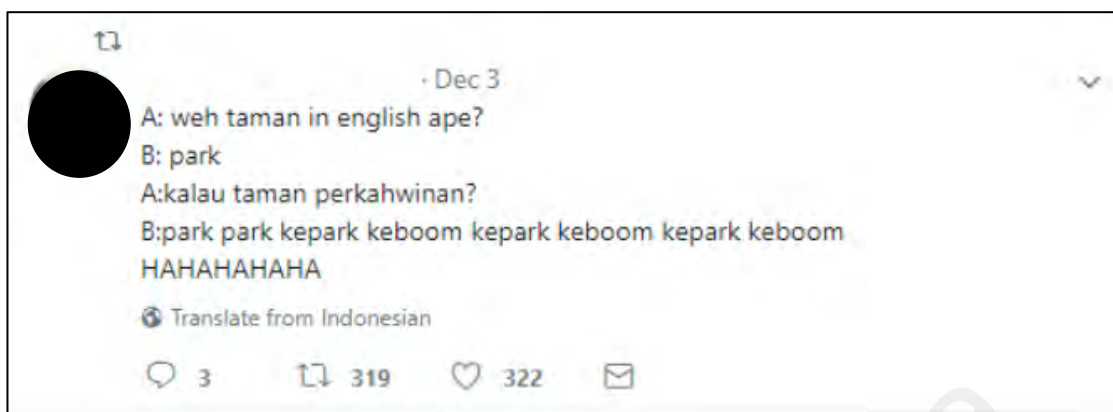 · Dec 3
A: weh taman in english ape?
B: park
A:kalau taman perkahwinan?
B:park park kepark keboom kepark keboom kepark keboom
HAHAHAHAHA
Translate from Indonesian
3 319 322